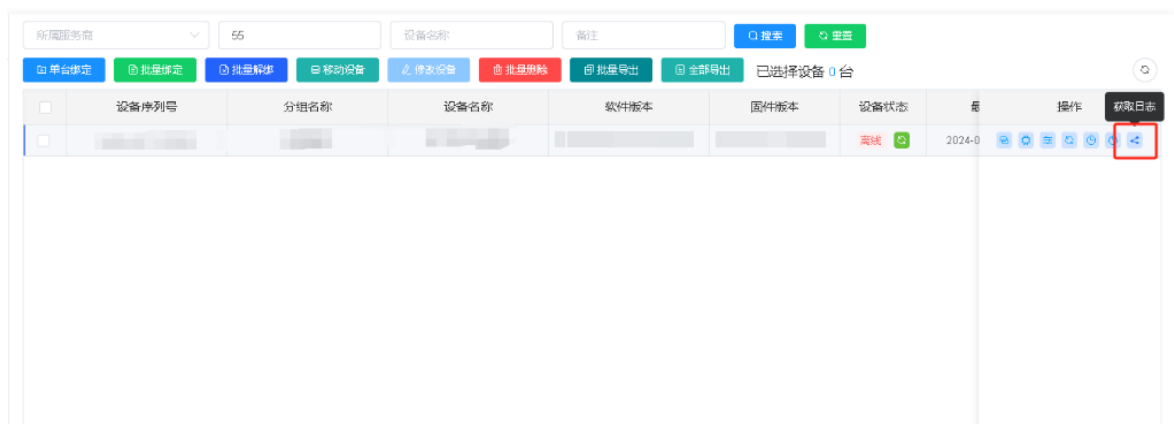 所属服务商 55 设备名称 备注 搜索 重置
单台绑定 批量绑定 批量解绑 移动设备 修改设备 批量删除 批量导出 全部导出 已选择设备 0 台
设备序列号 分组名称 设备名称 软件版本 固件版本 设备状态 操作 获取日志
离线 2024-0